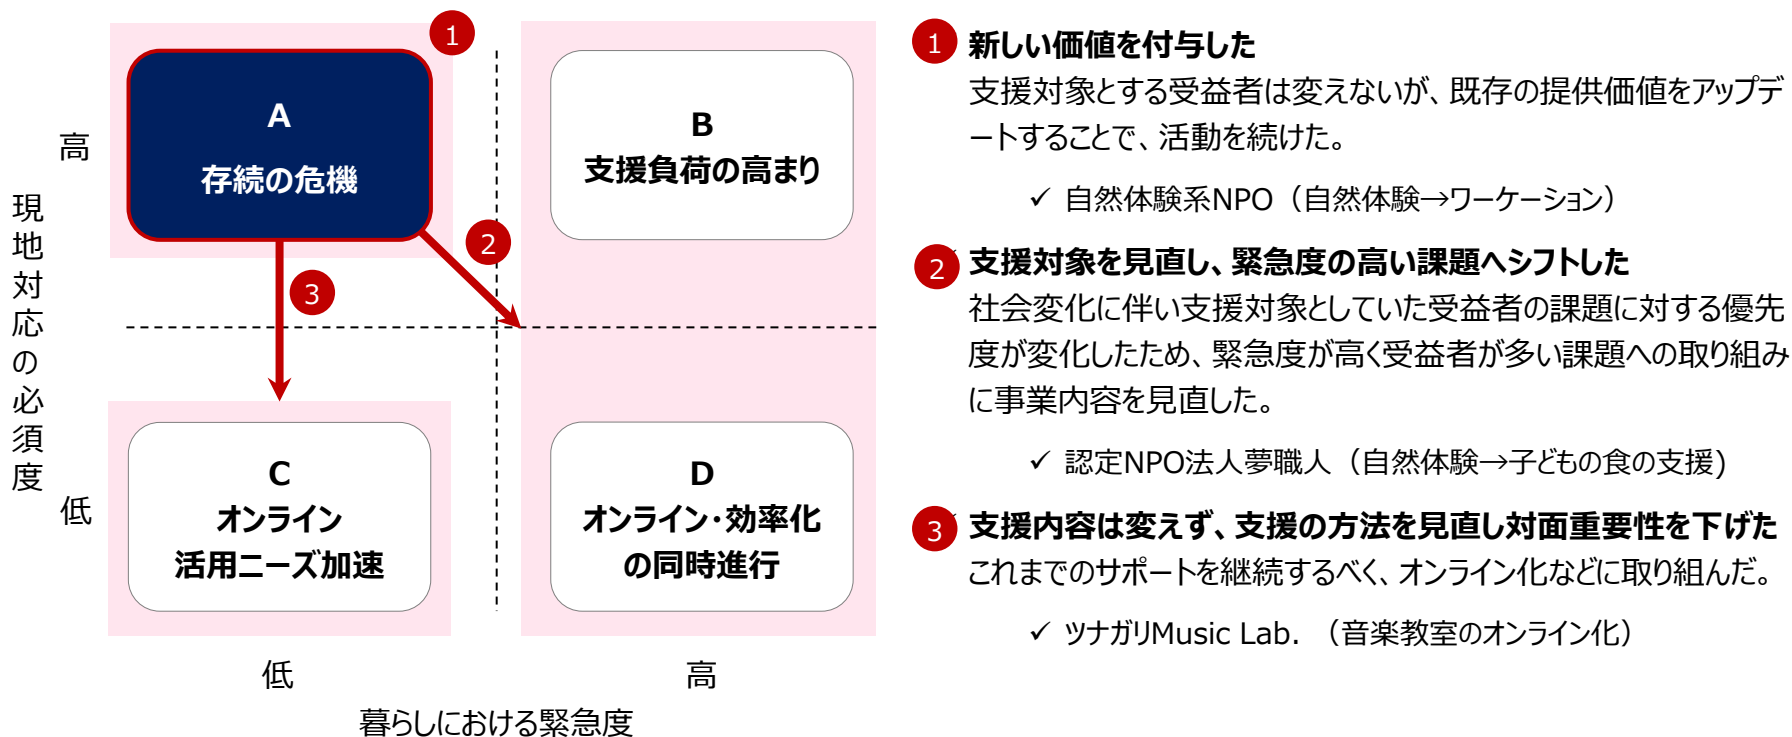 現地対応の必須度
高
低
A
存続の危機
B
支援負荷の高まり
C
オンライン
活用ニーズ加速
D
オンライン・効率化
の同時進行
1
2
3
低
高
暮らしにおける緊急度
1 新しい価値を付与した
支援対象とする受益者は変えないが、既存の提供価値をアップデ
ートすることで、活動を続けた。
✓ 自然体験系NPO（自然体験→ワーケーション）
2 支援対象を見直し、緊急度の高い課題へシフトした
社会変化に伴い支援対象としていた受益者の課題に対する優先
度が変化したため、緊急度が高く受益者が多い課題への取り組み
に事業内容を見直した。
✓ 認定NPO法人夢職人（自然体験→子どもの食の支援)
3 支援内容は変えず、支援の方法を見直し対面重要性を下げた
これまでのサポートを継続するべく、オンライン化などに取り組んだ。
✓ ツナガリMusic Lab. （音楽教室のオンライン化）